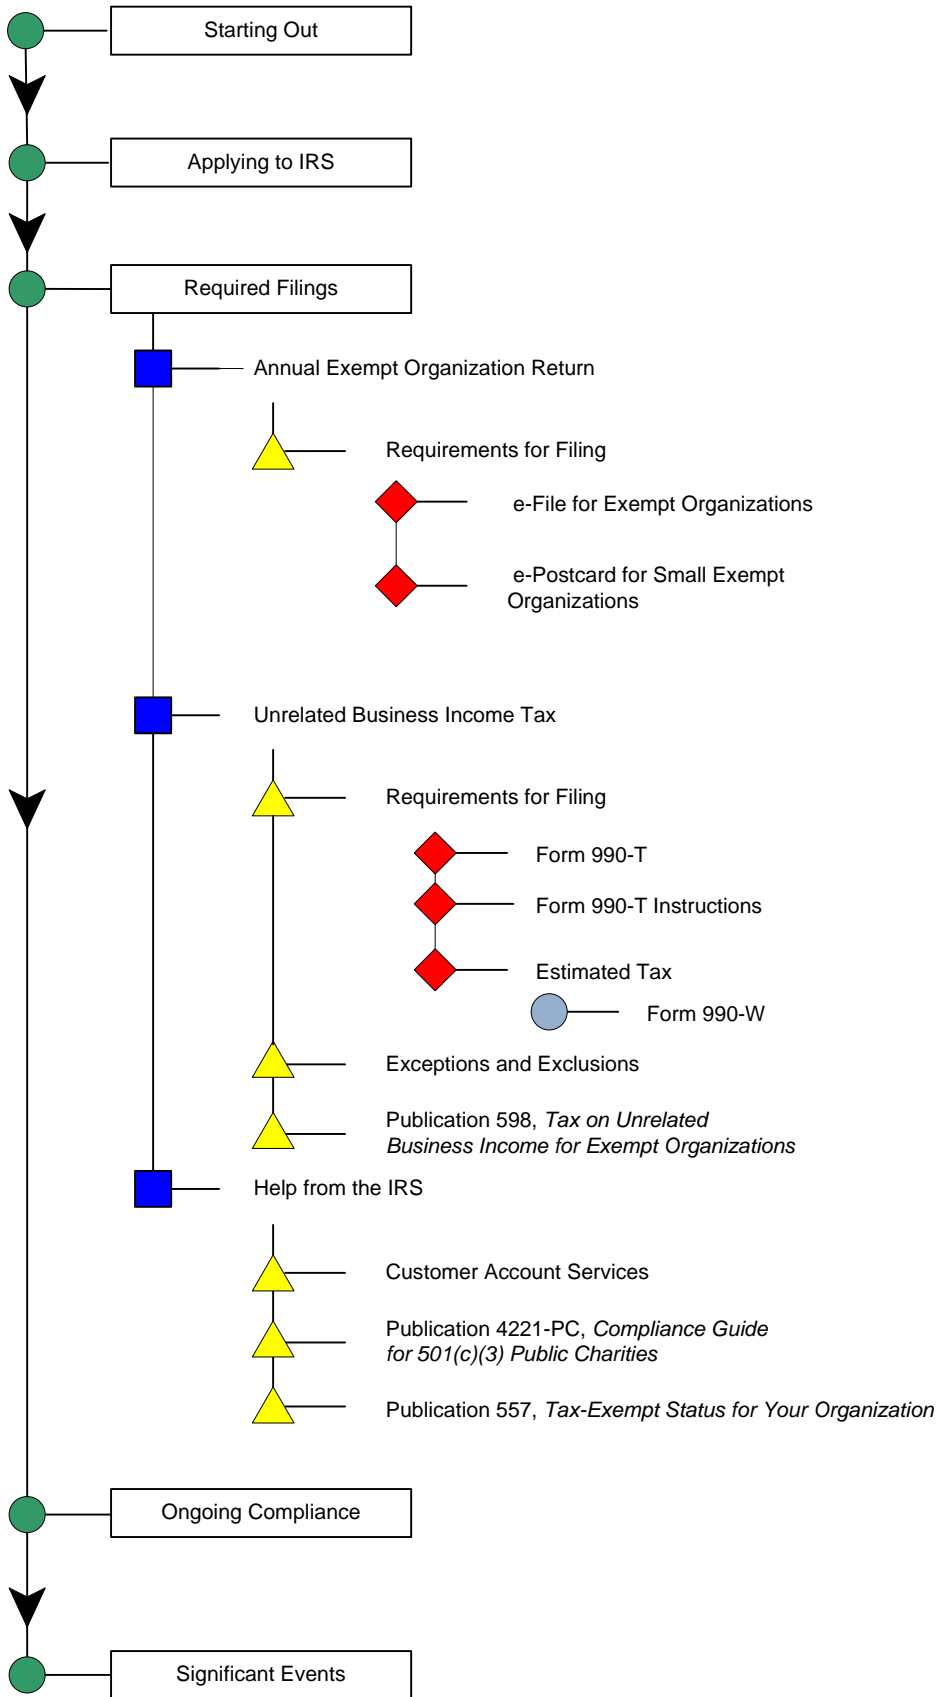 Starting Out
Applying to IRS
Required Filings
Annual Exempt Organization Return
Requirements for Filing
e-File for Exempt Organizations
e-Postcard for Small Exempt
Organizations
Unrelated Business Income Tax
Requirements for Filing
Form 990-T
Form 990-T Instructions
Estimated Tax
Form 990-W
Exceptions and Exclusions
Publication 598, Tax on Unrelated
Business Income for Exempt Organizations
Help from the IRS
Customer Account Services
Publication 4221-PC, Compliance Guide
for 501(c)(3) Public Charities
Publication 557, Tax-Exempt Status for Your Organization
Ongoing Compliance
Significant Events